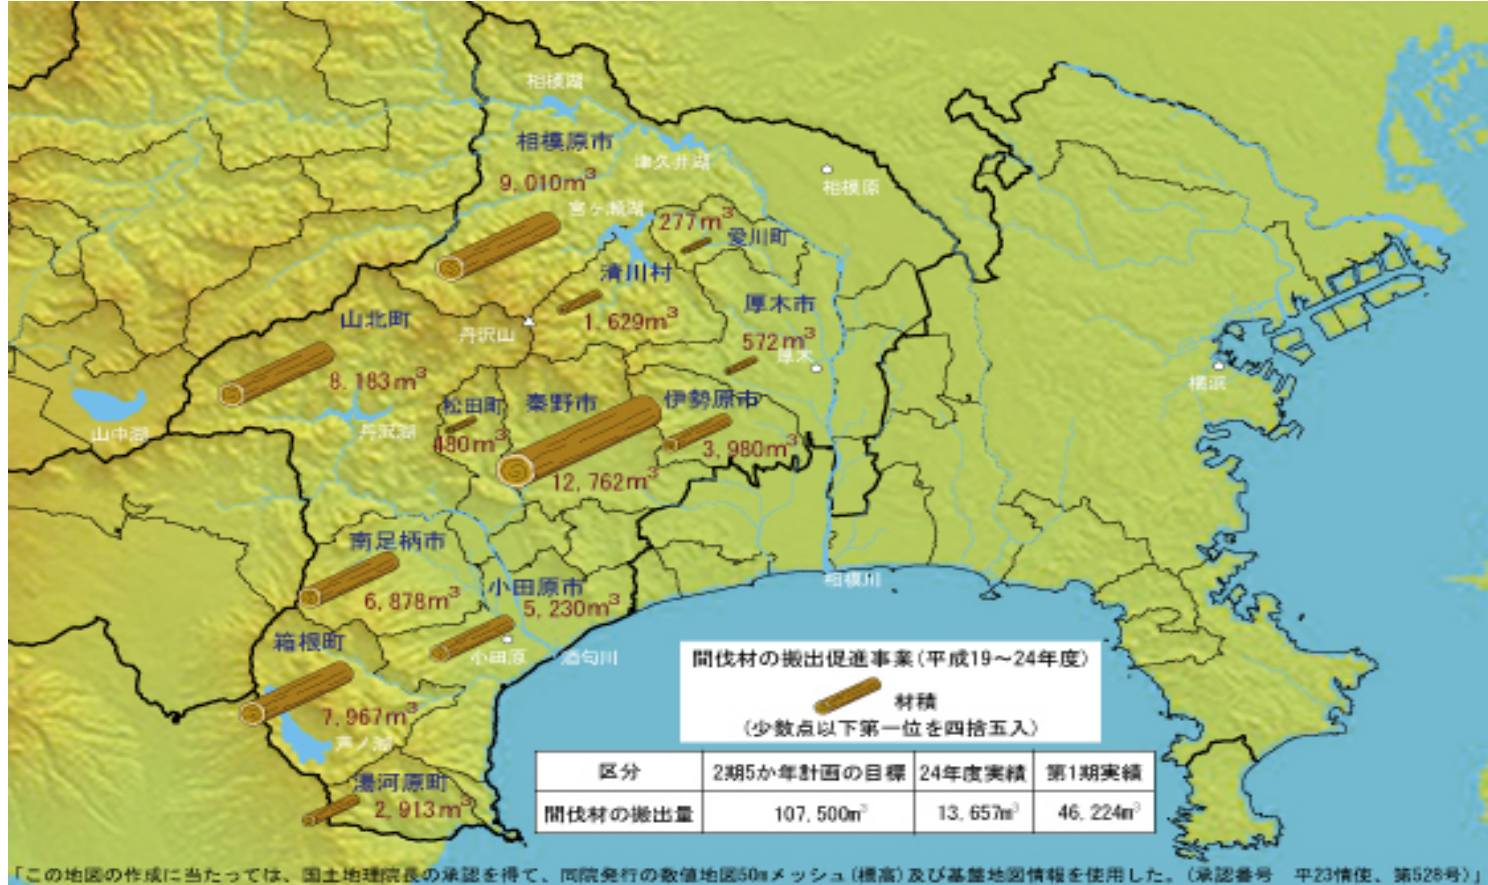 相模湖
相模原市
9,010m³
津久井湖
相模原
宮ヶ瀬湖
277m³
愛川町
清川村
1,629m³
厚木市
572m³
厚木
山北町
8,183m³
丹沢山
丹沢湖
山中湖
松田町
480m³
秦野市
12,762m³
伊勢原市
3,980m³
横浜
南足柄市
6,878m³
小田原市
5,230m³
小田原
酒匂川
相模川
箱根町
7,967m³
芦ノ湖
湯河原町
2,913m³
間伐材の搬出促進事業(平成19～24年度)
材積
(少数点以下第一位を四捨五入)
区分 2期5か年計画の目標 24年度実績 第1期実績
間伐材の搬出量 107,500m³ 13,657m³ 46,224m³
「この地図の作成に当たっては、国土地理院長の承認を得て、同院発行の数値地図50mメッシュ(標高)及び基盤地図情報を使用した。(承認番号　平23情使、第528号)」